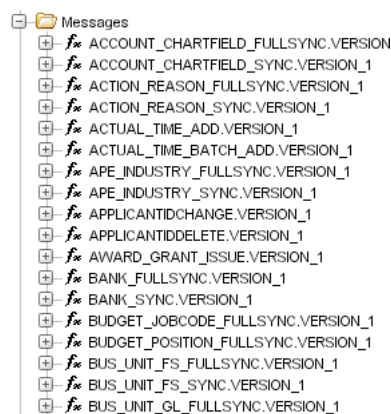 Messages
ACCOUNT_CHARTFIELD_FULLSYNC.VERSION
ACCOUNT_CHARTFIELD_SYNC.VERSION_1
ACTION_REASON_FULLSYNC.VERSION_1
ACTION_REASON_SYNC.VERSION_1
ACTUAL_TIME_ADD.VERSION_1
ACTUAL_TIME_BATCH_ADD.VERSION_1
APE_INDUSTRY_FULLSYNC.VERSION_1
APE_INDUSTRY_SYNC.VERSION_1
APPLICANTIDCHANGE.VERSION_1
APPLICANTIDDELETE.VERSION_1
AWARD_GRANT_ISSUE.VERSION_1
BANK_FULLSYNC.VERSION_1
BANK_SYNC.VERSION_1
BUDGET_JOBCODE_FULLSYNC.VERSION_1
BUDGET_POSITION_FULLSYNC.VERSION_1
BUS_UNIT_FS_FULLSYNC.VERSION_1
BUS_UNIT_FS_SYNC.VERSION_1
BUS_UNIT_GL_FULLSYNC.VERSION_1